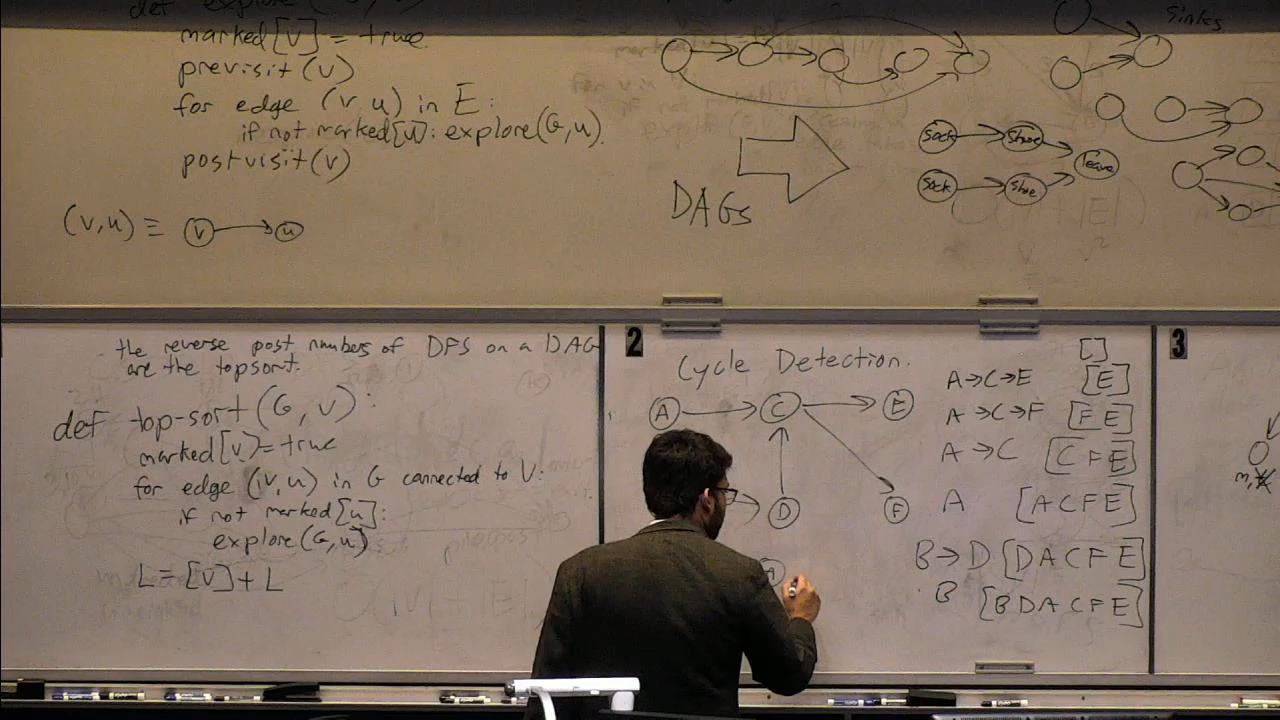 def explore(
marked[v] = true
previsit(v)
for edge (v,u) in E:
if not marked[u]: explore(G,u)
postvisit(v)
(v,u) ≡ v → u
DAGs
sock → shoe
leave
sock → shoe
sinks
the reverse post numbers of DFS on a DAG
are the topsort.
def top-sort(G, v):
marked[v] = true
for edge (v,u) in G connected to V:
if not marked[u]:
explore(G,u)
L = [v] + L
2
Cycle Detection.
A
C
E
D
F
[]
A→C→E [E]
A→C→F [F E]
A→C [C F E]
A [A C F E]
B→D [D A C F E]
B [B D A C F E]
3